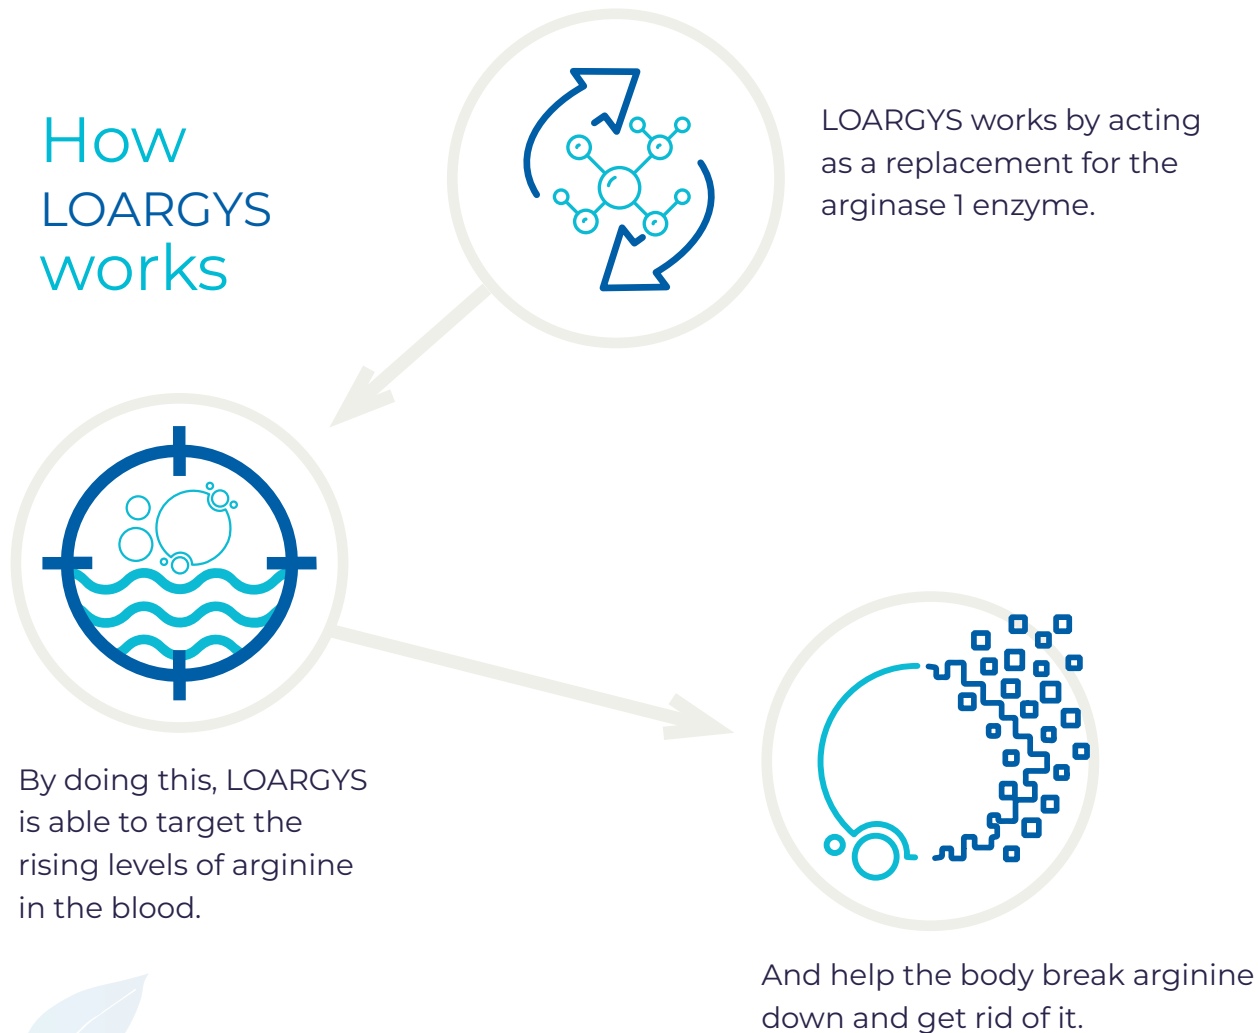 How
LOARGYS
works
LOARGYS works by acting
as a replacement for the
arginase 1 enzyme.
By doing this, LOARGYS
is able to target the
rising levels of arginine
in the blood.
And help the body break arginine
down and get rid of it.